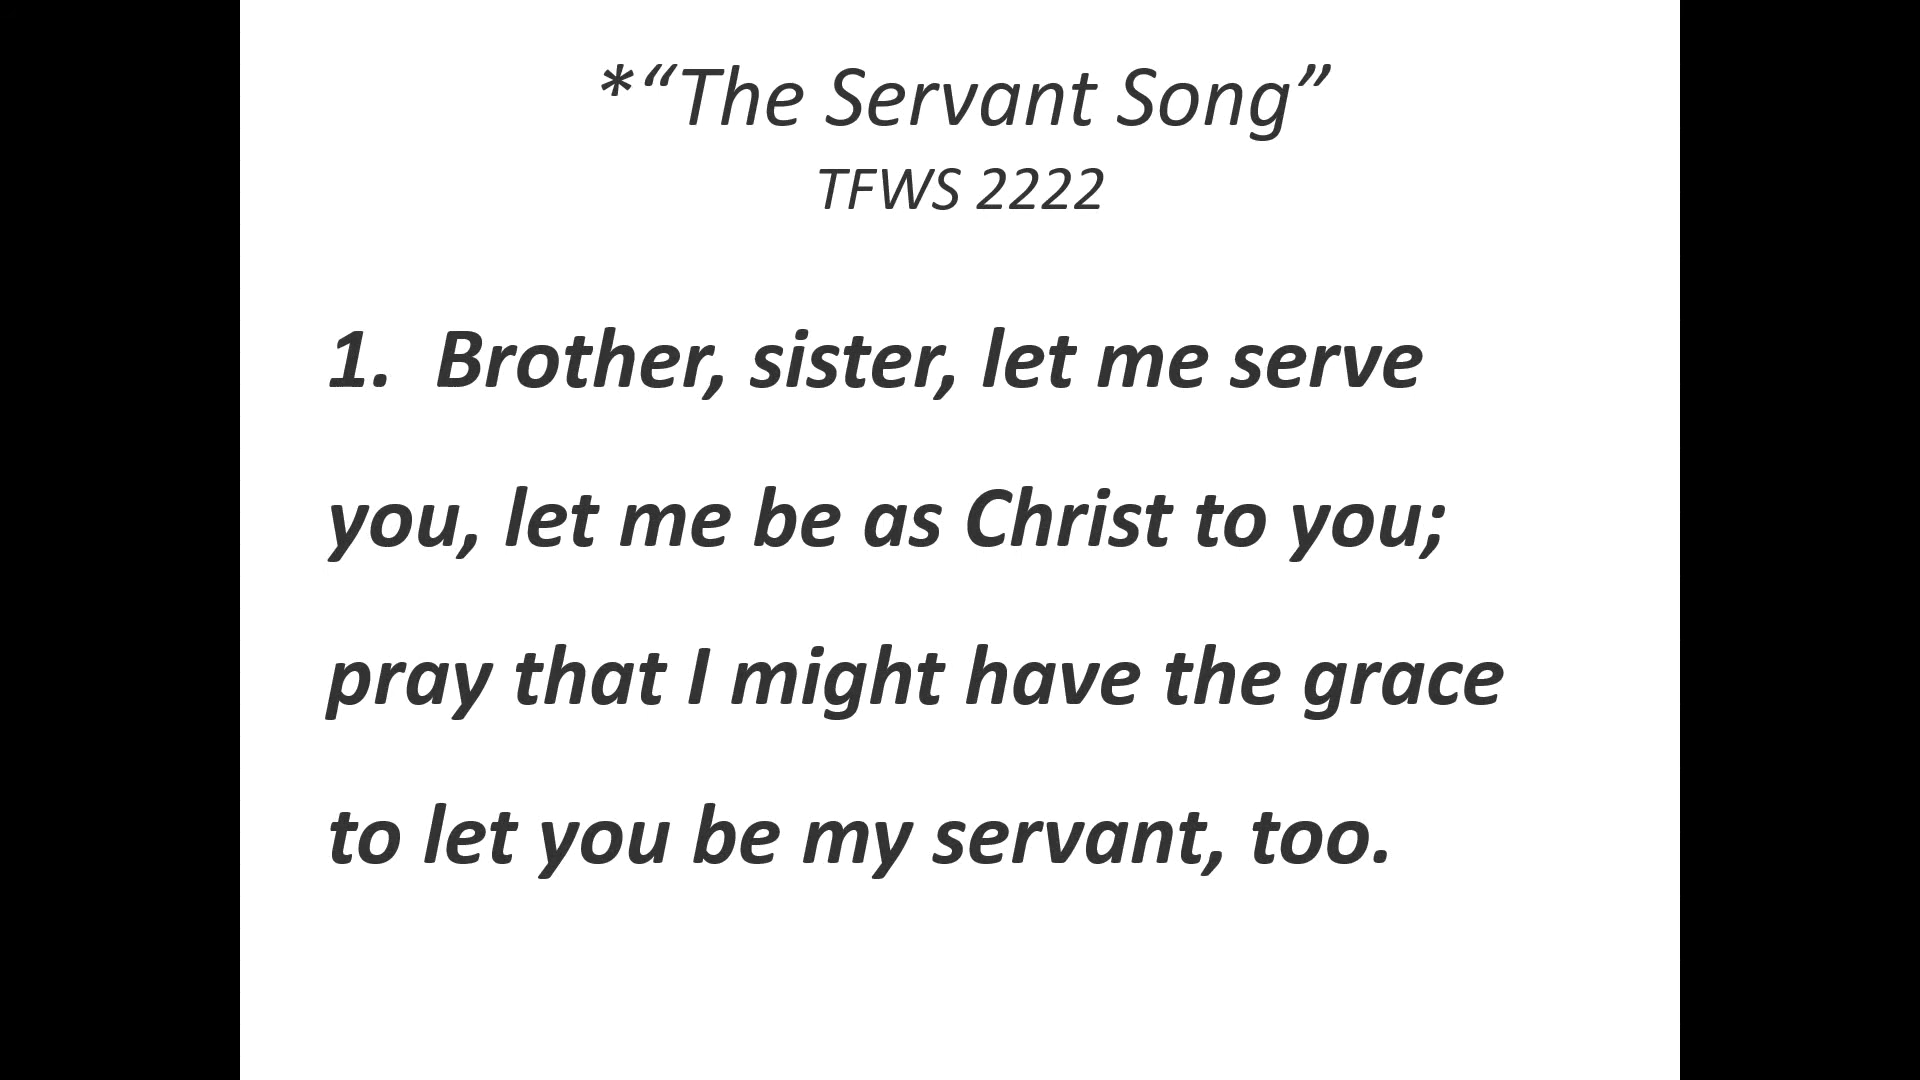 *“The Servant Song”
TFWS 2222
1.  Brother, sister, let me serve
you, let me be as Christ to you;
pray that I might have the grace
to let you be my servant, too.